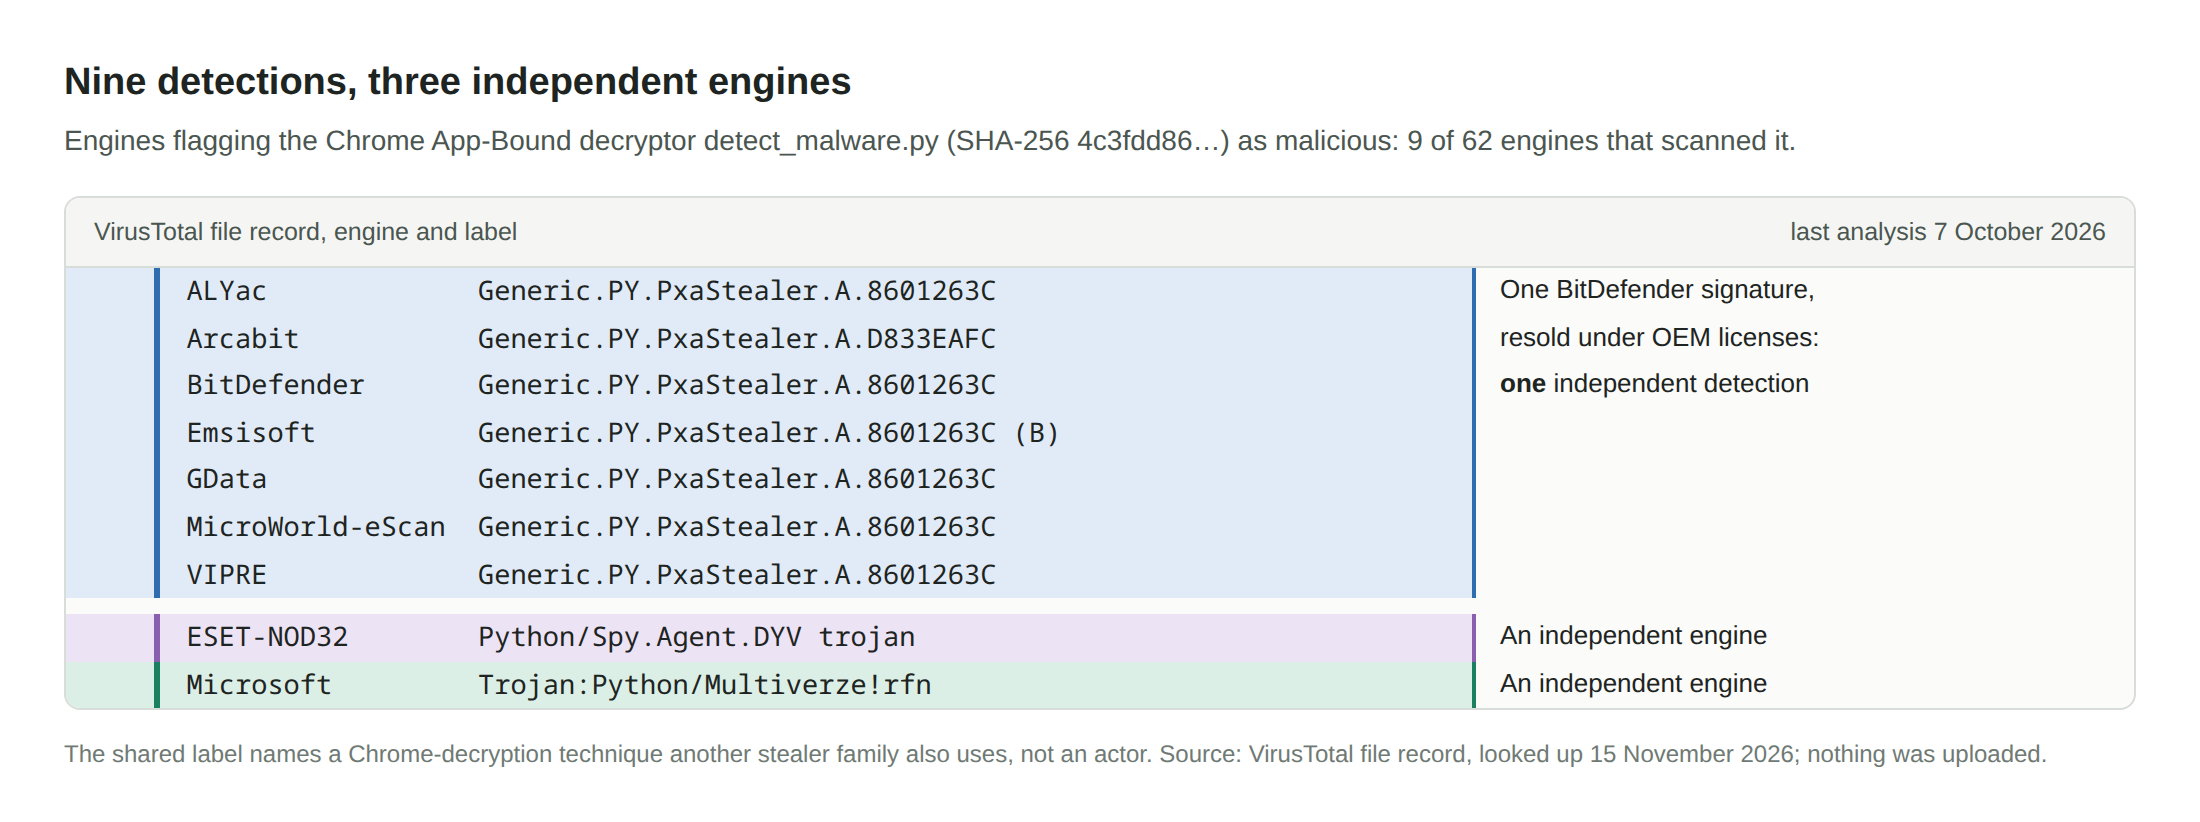 Nine detections, three independent engines
Engines flagging the Chrome App-Bound decryptor detect_malware.py (SHA-256 4c3fdd86…) as malicious: 9 of 62 engines that scanned it.
VirusTotal file record, engine and label last analysis 7 October 2026
ALYac Generic.PY.PxaStealer.A.8601263C One BitDefender signature,
Arcabit Generic.PY.PxaStealer.A.D833EAFC resold under OEM licenses:
BitDefender Generic.PY.PxaStealer.A.8601263C one independent detection
Emsisoft Generic.PY.PxaStealer.A.8601263C (B)
GData Generic.PY.PxaStealer.A.8601263C
MicroWorld-eScan Generic.PY.PxaStealer.A.8601263C
VIPRE Generic.PY.PxaStealer.A.8601263C
ESET-NOD32 Python/Spy.Agent.DYV trojan An independent engine
Microsoft Trojan:Python/Multiverze!rfn An independent engine
The shared label names a Chrome-decryption technique another stealer family also uses, not an actor. Source: VirusTotal file record, looked up 15 November 2026; nothing was uploaded.